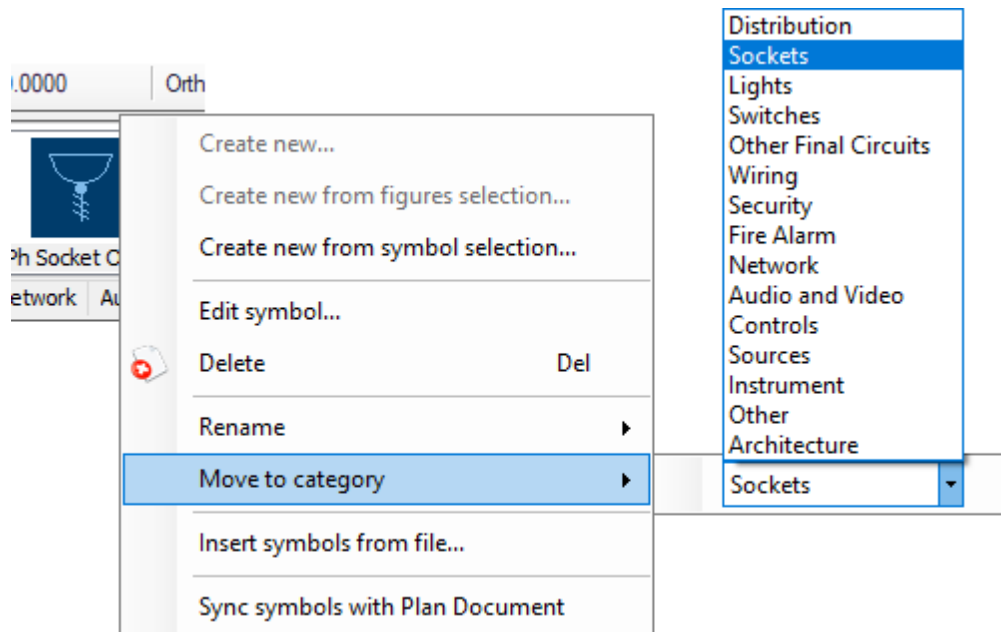 .0000 Orth
Ph Socket O
etwork Au
Create new...
Create new from figures selection...
Create new from symbol selection...
Edit symbol...
Delete Del
Rename
Move to category
Insert symbols from file...
Sync symbols with Plan Document
Distribution
Sockets
Lights
Switches
Other Final Circuits
Wiring
Security
Fire Alarm
Network
Audio and Video
Controls
Sources
Instrument
Other
Architecture
Sockets